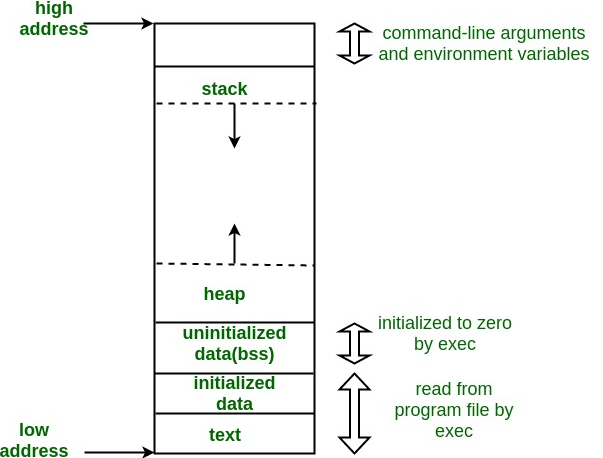 high
address
command-line arguments
and environment variables
stack
heap
uninitialized
data(bss)
initialized to zero
by exec
initialized
data
read from
program file by
exec
text
low
address